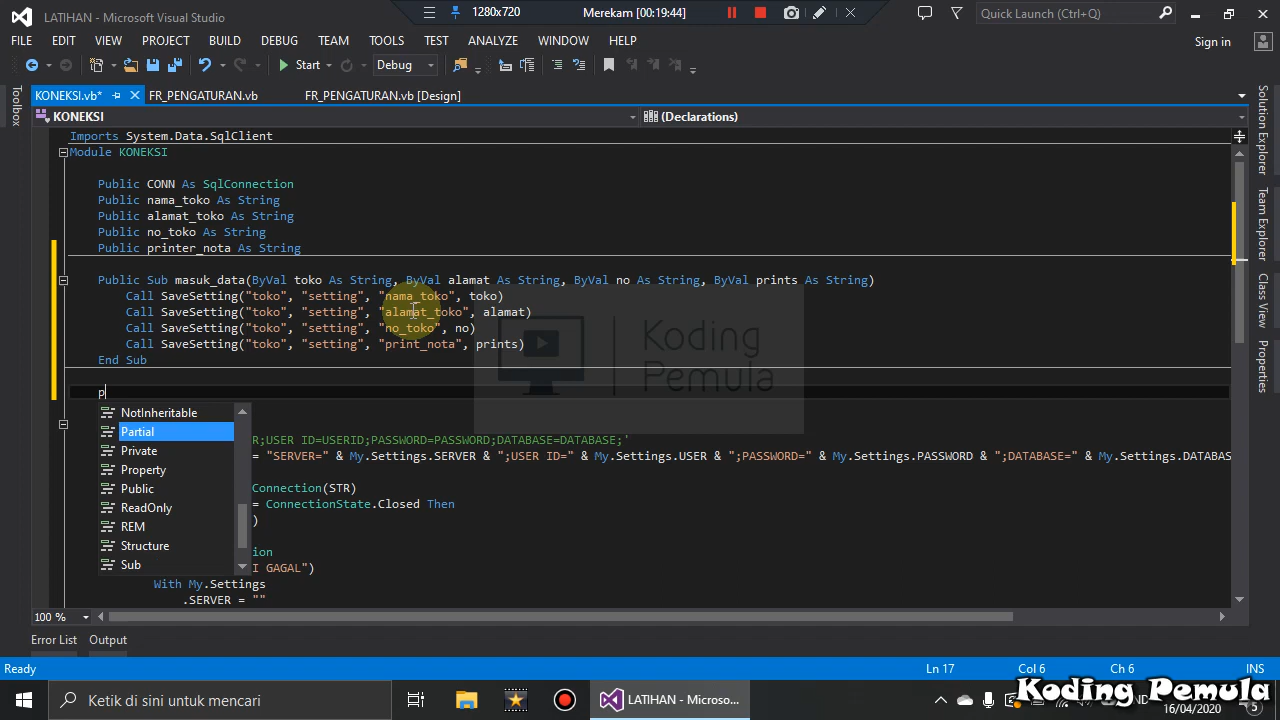 LATIHAN - Microsoft Visual Studio
1280x720
Merekam (00:19:44)
Quick Launch (Ctrl+Q)
FILE EDIT VIEW PROJECT BUILD DEBUG TEAM TOOLS TEST ANALYZE WINDOW HELP
Sign in
Start
Debug
KONEKSI.vb* FR_PENGATURAN.vb FR_PENGATURAN.vb [Design]
KONEKSI
(Declarations)
Toolbox
Solution Explorer
Team Explorer
Class View
Properties
Imports System.Data.SqlClient
Module KONEKSI
Public CONN As SqlConnection
Public nama_toko As String
Public alamat_toko As String
Public no_toko As String
Public printer_nota As String
Public Sub masuk_data(ByVal toko As String, ByVal alamat As String, ByVal no As String, ByVal prints As String)
Call SaveSetting("toko", "setting", "nama_toko", toko)
Call SaveSetting("toko", "setting", "alamat_toko", alamat)
Call SaveSetting("toko", "setting", "no_toko", no)
Call SaveSetting("toko", "setting", "print_nota", prints)
End Sub
p
NotInheritable
Partial
Private
Property
Public
ReadOnly
REM
Structure
Sub
R;USER ID=USERID;PASSWORD=PASSWORD;DATABASE=DATABASE;'
= "SERVER=" & My.Settings.SERVER & ";USER ID=" & My.Settings.USER & ";PASSWORD=" & My.Settings.PASSWORD & ";DATABASE=" & My.Settings.DATABAS
Connection(STR)
= ConnectionState.Closed Then
)
ion
I GAGAL")
With My.Settings
.SERVER = ""
Koding
Pemula
100 %
Error List Output
Ready
Ln 17 Col 6 Ch 6 INS
Ketik di sini untuk mencari
LATIHAN - Microso...
Koding Pemula
16/04/2020
5